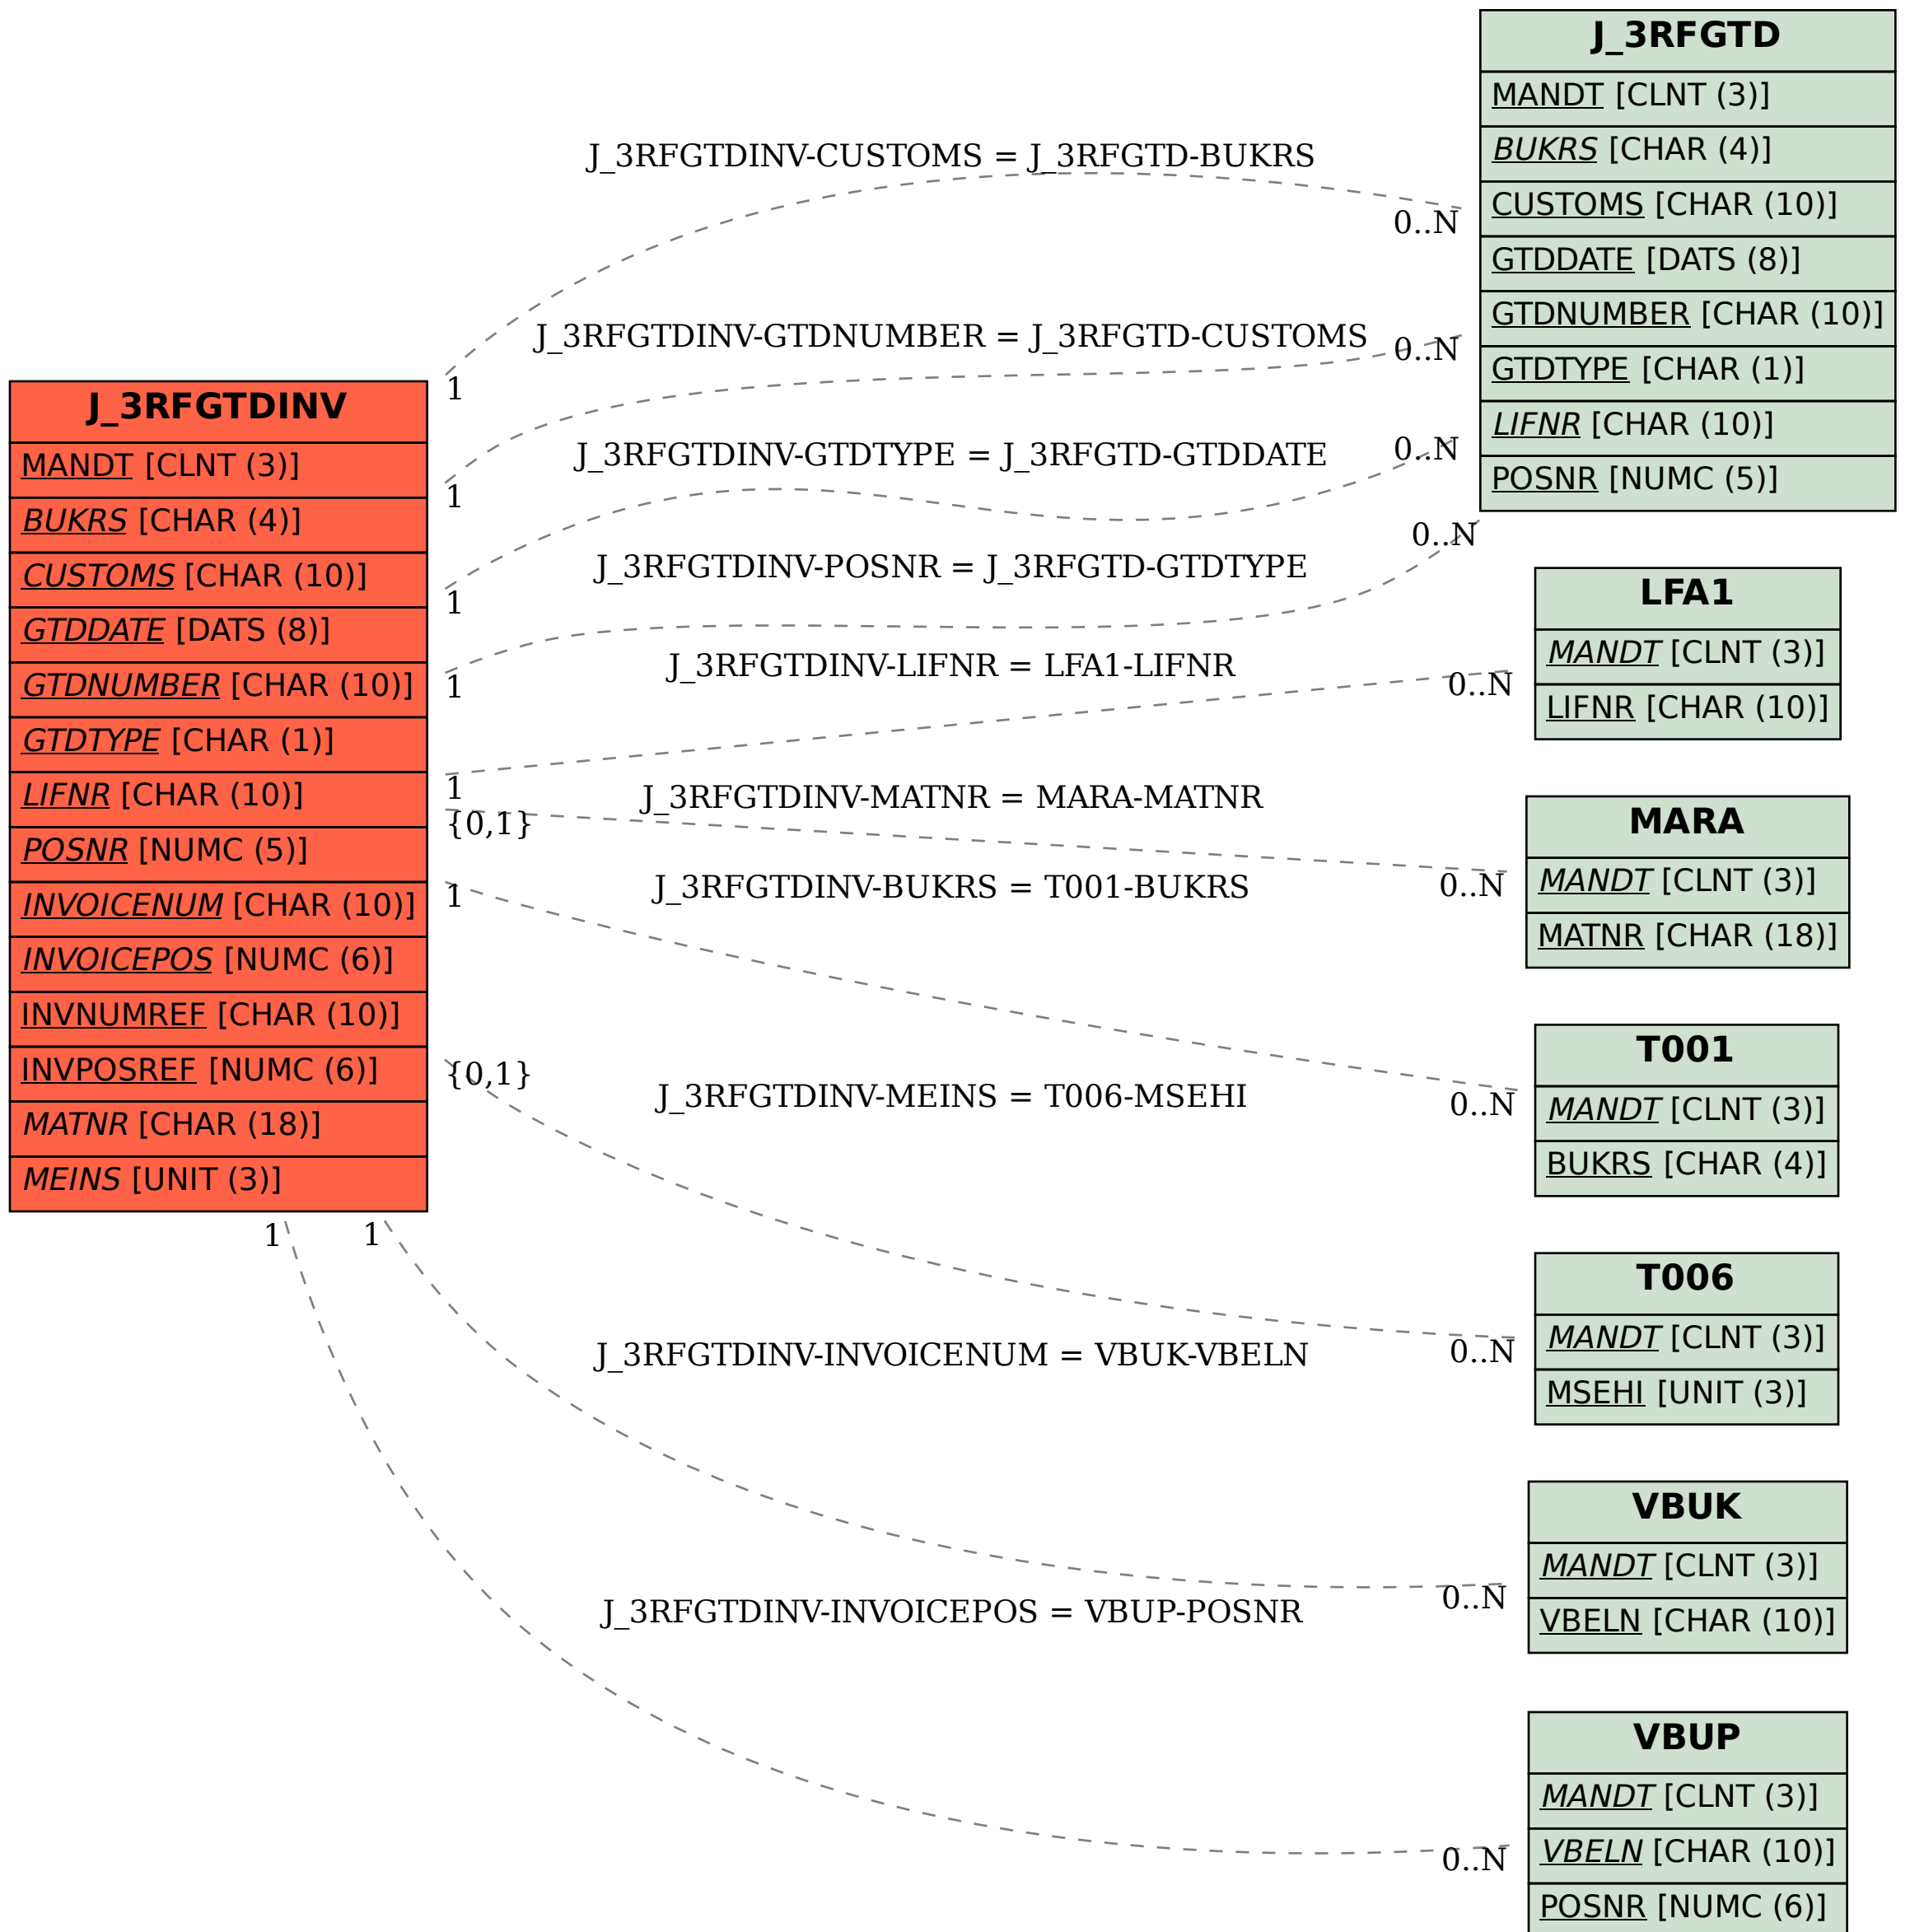 J_3RFGTDINV
MANDT [CLNT (3)]
BUKRS [CHAR (4)]
CUSTOMS [CHAR (10)]
GTDDATE [DATS (8)]
GTDNUMBER [CHAR (10)]
GTDTYPE [CHAR (1)]
LIFNR [CHAR (10)]
POSNR [NUMC (5)]
INVOICENUM [CHAR (10)]
INVOICEPOS [NUMC (6)]
INVNUMREF [CHAR (10)]
INVPOSREF [NUMC (6)]
MATNR [CHAR (18)]
MEINS [UNIT (3)]
J_3RFGTDINV-CUSTOMS = J_3RFGTD-BUKRS
1
0..N
J_3RFGTDINV-GTDNUMBER = J_3RFGTD-CUSTOMS
1
0..N
J_3RFGTDINV-GTDTYPE = J_3RFGTD-GTDDATE
1
0..N
J_3RFGTDINV-POSNR = J_3RFGTD-GTDTYPE
1
0..N
J_3RFGTDINV-LIFNR = LFA1-LIFNR
1
0..N
J_3RFGTDINV-MATNR = MARA-MATNR
{0,1}
0..N
J_3RFGTDINV-BUKRS = T001-BUKRS
1
0..N
J_3RFGTDINV-MEINS = T006-MSEHI
{0,1}
0..N
J_3RFGTDINV-INVOICENUM = VBUK-VBELN
1
0..N
J_3RFGTDINV-INVOICEPOS = VBUP-POSNR
1
0..N
J_3RFGTD
MANDT [CLNT (3)]
BUKRS [CHAR (4)]
CUSTOMS [CHAR (10)]
GTDDATE [DATS (8)]
GTDNUMBER [CHAR (10)]
GTDTYPE [CHAR (1)]
LIFNR [CHAR (10)]
POSNR [NUMC (5)]
LFA1
MANDT [CLNT (3)]
LIFNR [CHAR (10)]
MARA
MANDT [CLNT (3)]
MATNR [CHAR (18)]
T001
MANDT [CLNT (3)]
BUKRS [CHAR (4)]
T006
MANDT [CLNT (3)]
MSEHI [UNIT (3)]
VBUK
MANDT [CLNT (3)]
VBELN [CHAR (10)]
VBUP
MANDT [CLNT (3)]
VBELN [CHAR (10)]
POSNR [NUMC (6)]